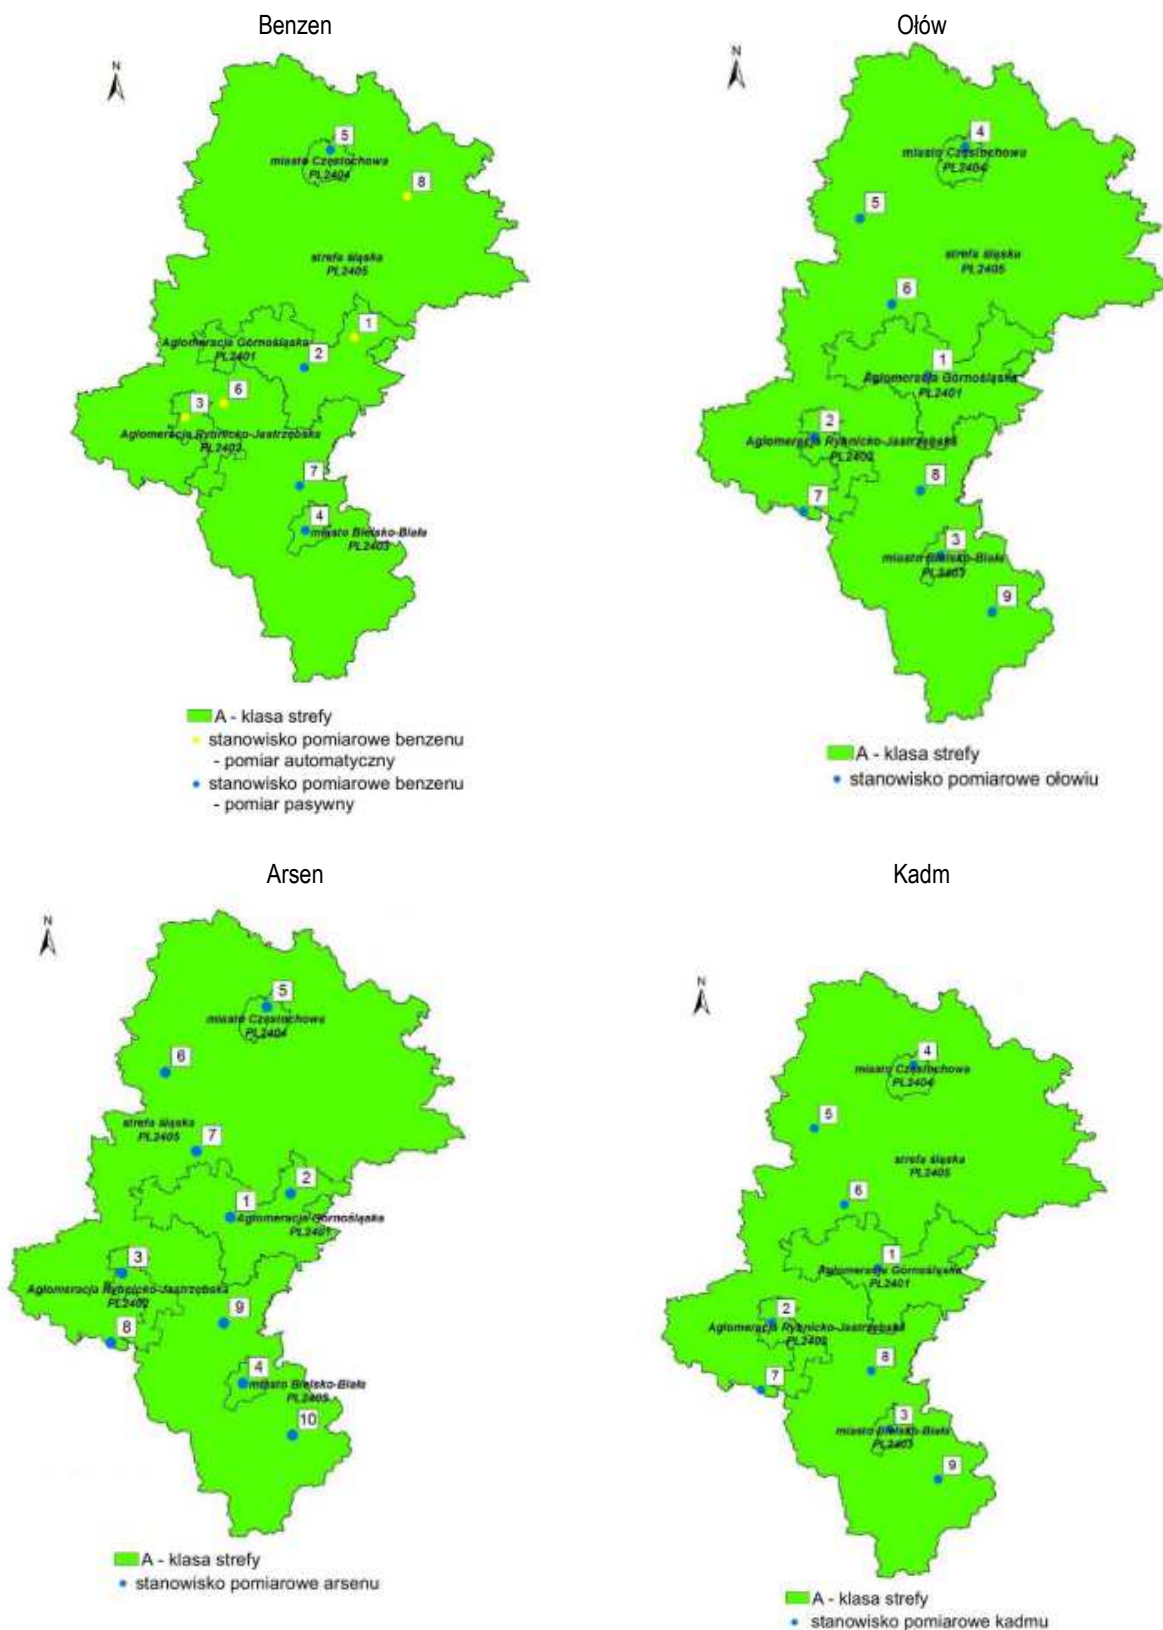 Benzen
N
5
miasto Częstochowa
PL2404
8
strefa śląska
PL2405
1
Aglomeracja Górnośląska
PL2401
2
6
3
Aglomeracja Rybnicko-Jastrzębska
PL2402
7
4
miasto Bielsko-Biała
PL2403
A - klasa strefy
stanowisko pomiarowe benzenu
- pomiar automatyczny
stanowisko pomiarowe benzenu
- pomiar pasywny
Ołów
N
4
miasto Częstochowa
PL2404
5
strefa śląska
PL2405
6
1
Aglomeracja Górnośląska
PL2401
2
Aglomeracja Rybnicko-Jastrzębska
PL2402
8
7
3
miasto Bielsko-Biała
PL2403
9
A - klasa strefy
stanowisko pomiarowe ołowiu
Arsen
N
5
miasto Częstochowa
PL2404
6
strefa śląska
PL2405
7
2
1
Aglomeracja Górnośląska
PL2401
3
Aglomeracja Rybnicko-Jastrzębska
PL2402
9
8
4
miasto Bielsko-Biała
10
A - klasa strefy
stanowisko pomiarowe arsenu
Kadm
N
4
miasto Częstochowa
PL2404
5
strefa śląska
PL2405
6
1
Aglomeracja Górnośląska
PL2401
2
Aglomeracja Rybnicko-Jastrzębska
PL2402
8
7
3
miasto Bielsko-Biała
PL2403
9
A - klasa strefy
stanowisko pomiarowe kadmu